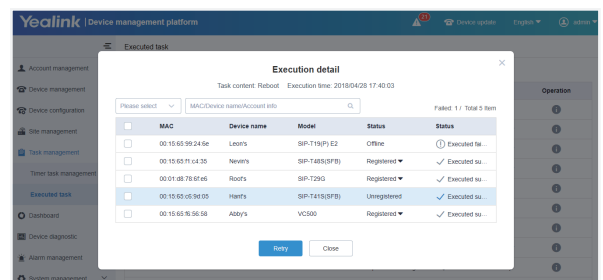 Yealink | Device management platform
21
Device update
English
admin
Executed task
Account management
Device management
Device configuration
Site management
Task management
Timer task management
Executed task
Dashboard
Device diagnostic
Alarm management
System management
Operation
Execution detail
Task content: Reboot Execution time: 2018/04/28 17:40:03
Please select
MAC/Device name/Account info
Failed: 1 / Total 5 Item
MAC Device name Model Status Status
00:15:65:99:24:6e Leon's SIP-T19(P) E2 Offline Executed fai...
00:15:65:f1:c4:35 Nevin's SIP-T48S(SFB) Registered Executed su...
00:01:d8:78:6f:e6 Root's SIP-T29G Registered Executed su...
00:15:65:c6:9d:05 Hant's SIP-T41S(SFB) Unregistered Executed su...
00:15:65:f6:56:58 Abby's VC500 Registered Executed su...
Retry Close